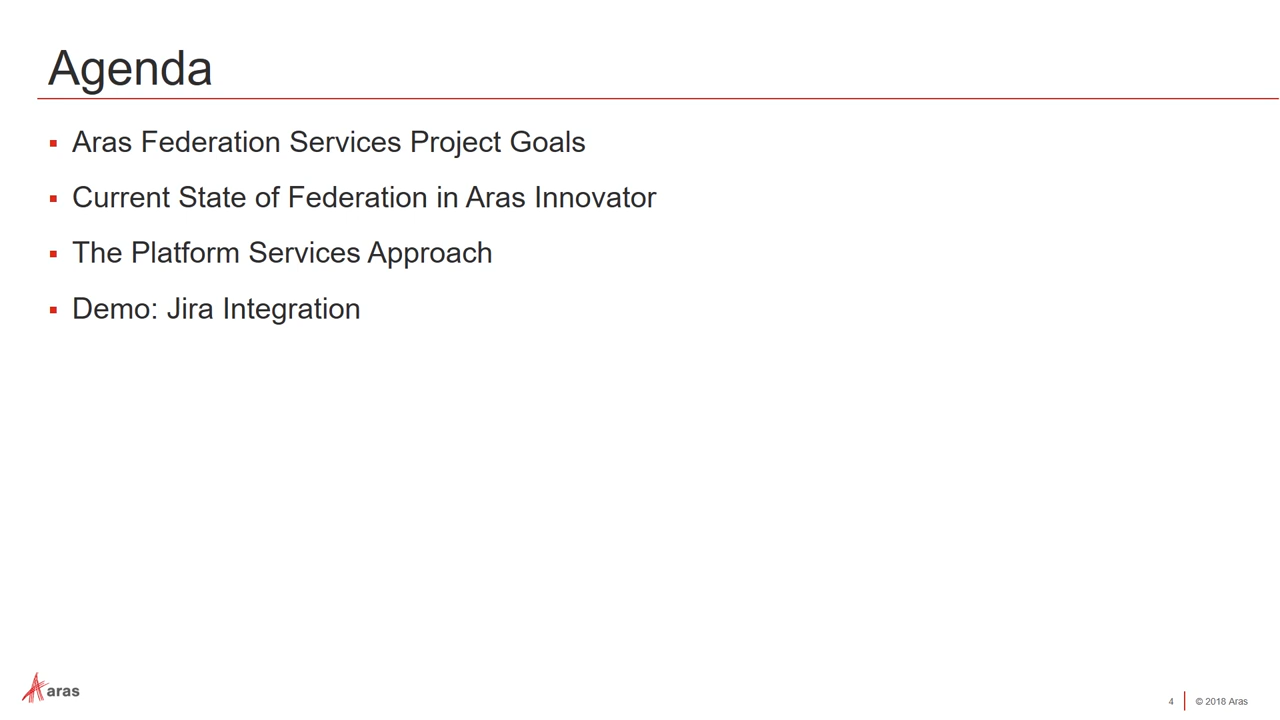 Agenda
Aras Federation Services Project Goals
Current State of Federation in Aras Innovator
The Platform Services Approach
Demo: Jira Integration
aras
4
© 2018 Aras